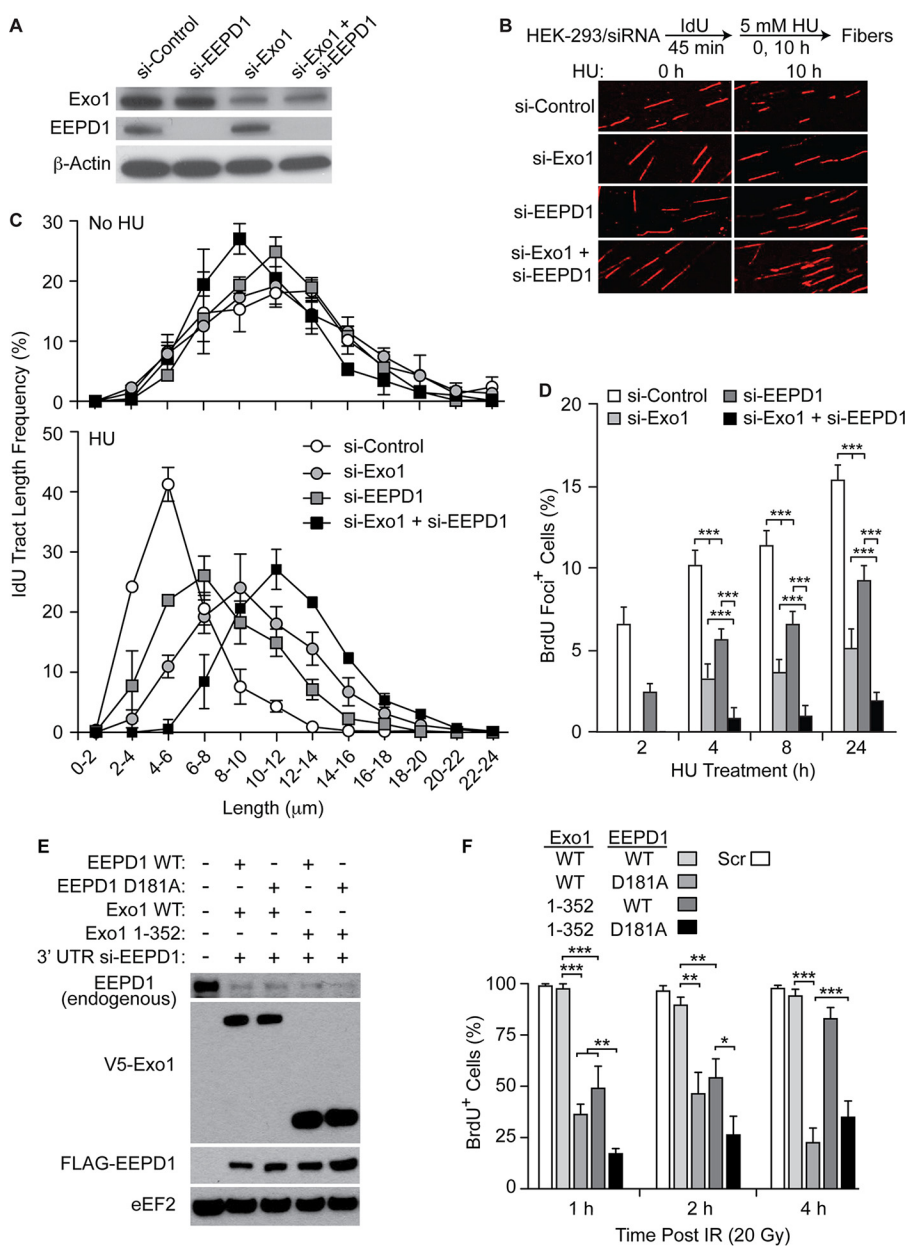 A
si-Control
si-EEPD1
si-Exo1
si-Exo1 +
si-EEPD1
Exo1
EEPD1
β-Actin
B
HEK-293/siRNA IdU 45 min 5 mM HU 0, 10 h Fibers
HU: 0 h 10 h
si-Control
si-Exo1
si-EEPD1
si-Exo1 +
si-EEPD1
C
No HU
30
20
10
0
HU
50
40
30
20
10
0
IdU Tract Length Frequency (%)
si-Control
si-Exo1
si-EEPD1
si-Exo1 + si-EEPD1
0-2 2-4 4-6 6-8 8-10 10-12 12-14 14-16 16-18 18-20 20-22 22-24
Length (μm)
D
si-Control si-EEPD1
si-Exo1 si-Exo1 + si-EEPD1
BrdU Foci+ Cells (%)
20
15
10
5
0
*** *** ***
*** *** ***
*** *** ***
2 4 8 24
HU Treatment (h)
E
EEPD1 WT: - + - + -
EEPD1 D181A: - - + - +
Exo1 WT: - + + - -
Exo1 1-352: - - - + +
3' UTR si-EEPD1: - + + + +
EEPD1
(endogenous)
V5-Exo1
FLAG-EEPD1
eEF2
F
Exo1 EEPD1
WT WT Scr
WT D181A
1-352 WT
1-352 D181A
BrdU+ Cells (%)
100
75
50
25
0
*** ** ***
*** ** ***
** *
1 h 2 h 4 h
Time Post IR (20 Gy)